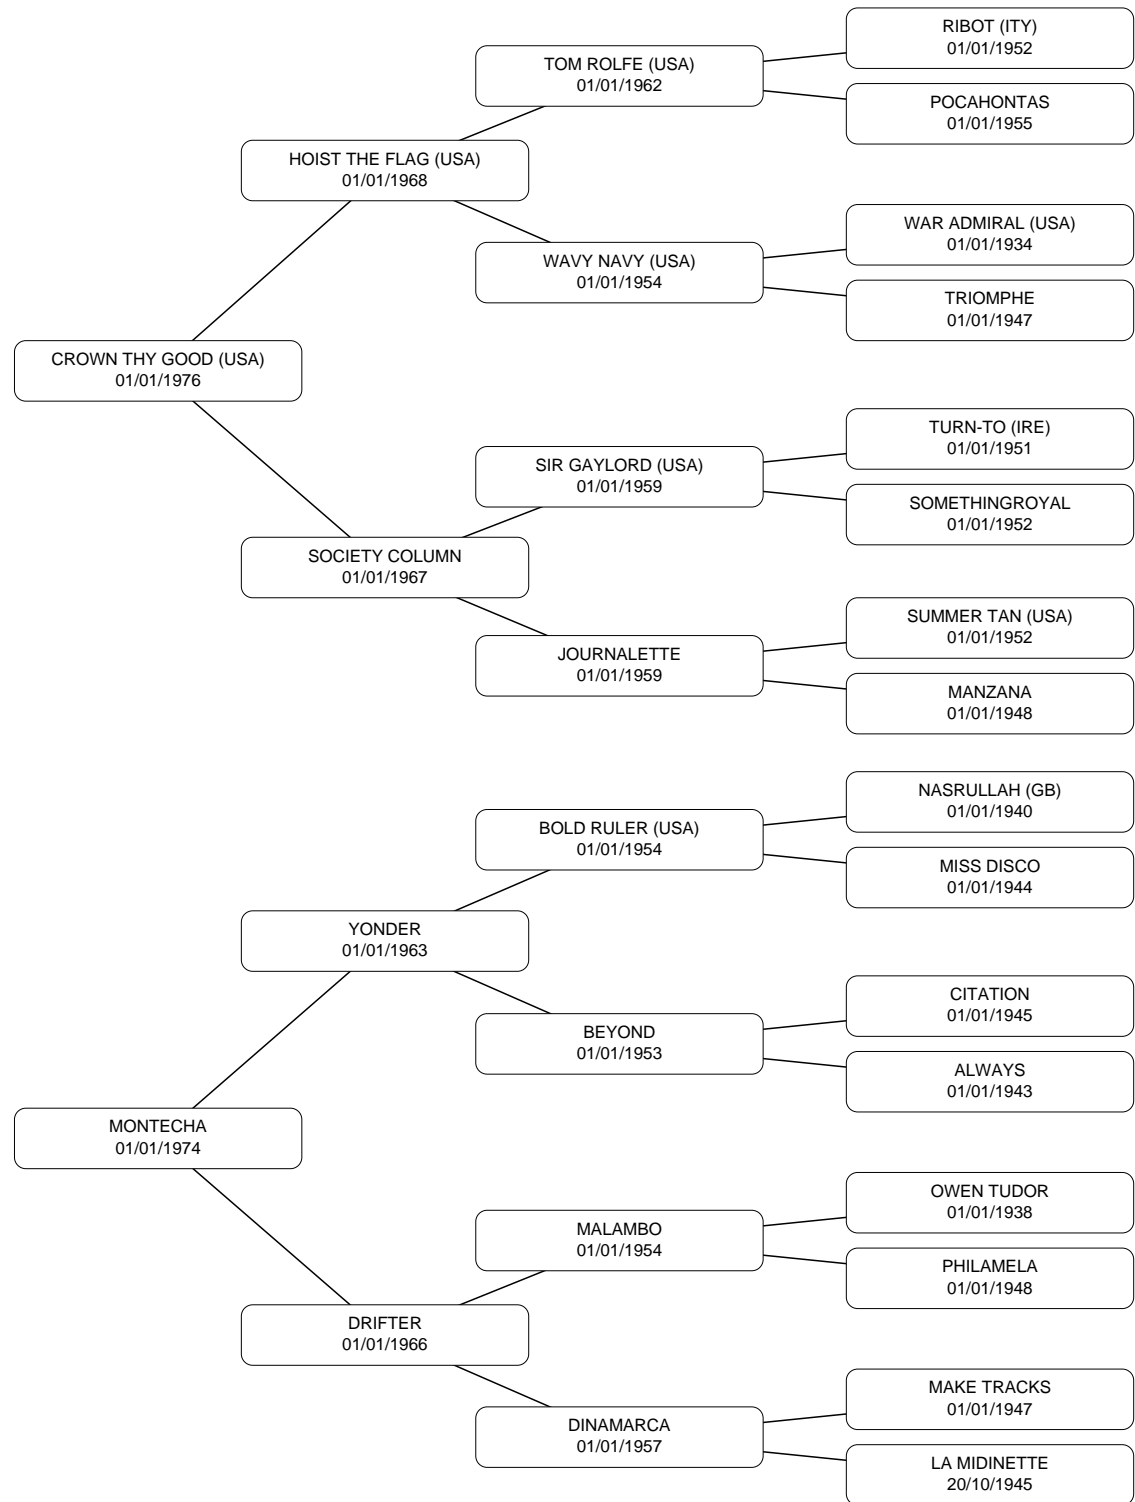 RIBOT (ITY)
01/01/1952
TOM ROLFE (USA)
01/01/1962
POCAHONTAS
01/01/1955
HOIST THE FLAG (USA)
01/01/1968
WAR ADMIRAL (USA)
01/01/1934
WAVY NAVY (USA)
01/01/1954
TRIOMPHE
01/01/1947
CROWN THY GOOD (USA)
01/01/1976
TURN-TO (IRE)
01/01/1951
SIR GAYLORD (USA)
01/01/1959
SOMETHINGROYAL
01/01/1952
SOCIETY COLUMN
01/01/1967
SUMMER TAN (USA)
01/01/1952
JOURNALETTE
01/01/1959
MANZANA
01/01/1948
NASRULLAH (GB)
01/01/1940
BOLD RULER (USA)
01/01/1954
MISS DISCO
01/01/1944
YONDER
01/01/1963
CITATION
01/01/1945
BEYOND
01/01/1953
ALWAYS
01/01/1943
MONTECHA
01/01/1974
OWEN TUDOR
01/01/1938
MALAMBO
01/01/1954
PHILAMELA
01/01/1948
DRIFTER
01/01/1966
MAKE TRACKS
01/01/1947
DINAMARCA
01/01/1957
LA MIDINETTE
20/10/1945